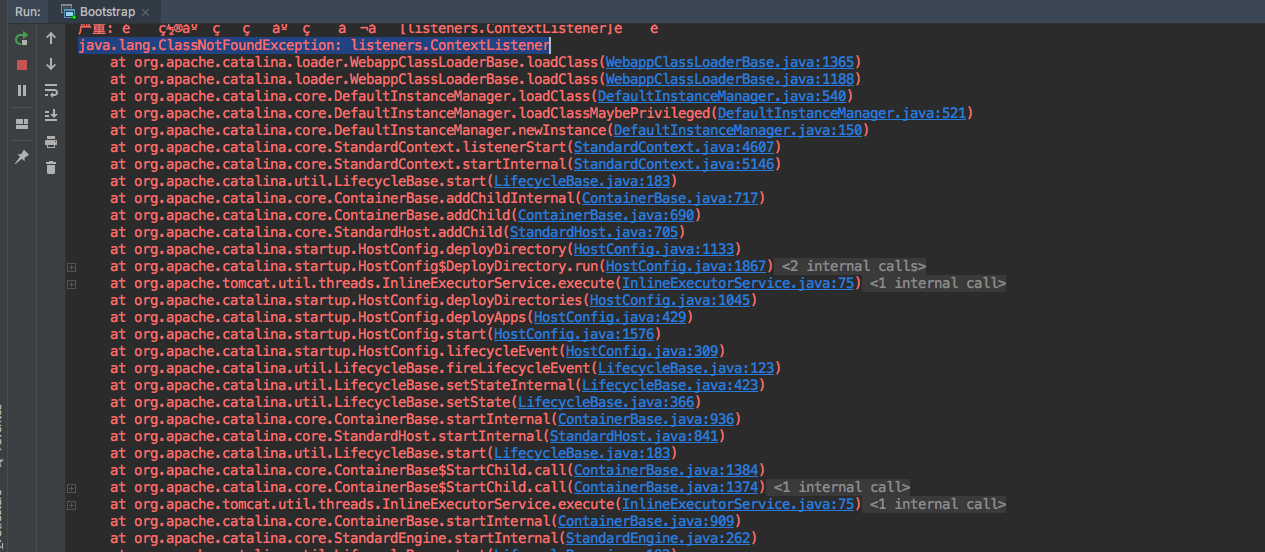 Run: Bootstrap ×
严重: [listeners.ContextListener]
java.lang.ClassNotFoundException: listeners.ContextListener
at org.apache.catalina.loader.WebappClassLoaderBase.loadClass(WebappClassLoaderBase.java:1365)
at org.apache.catalina.loader.WebappClassLoaderBase.loadClass(WebappClassLoaderBase.java:1188)
at org.apache.catalina.core.DefaultInstanceManager.loadClass(DefaultInstanceManager.java:540)
at org.apache.catalina.core.DefaultInstanceManager.loadClassMaybePrivileged(DefaultInstanceManager.java:521)
at org.apache.catalina.core.DefaultInstanceManager.newInstance(DefaultInstanceManager.java:150)
at org.apache.catalina.core.StandardContext.listenerStart(StandardContext.java:4607)
at org.apache.catalina.core.StandardContext.startInternal(StandardContext.java:5146)
at org.apache.catalina.util.LifecycleBase.start(LifecycleBase.java:183)
at org.apache.catalina.core.ContainerBase.addChildInternal(ContainerBase.java:717)
at org.apache.catalina.core.ContainerBase.addChild(ContainerBase.java:690)
at org.apache.catalina.core.StandardHost.addChild(StandardHost.java:705)
at org.apache.catalina.startup.HostConfig.deployDirectory(HostConfig.java:1133)
at org.apache.catalina.startup.HostConfig$DeployDirectory.run(HostConfig.java:1867) <2 internal calls>
at org.apache.tomcat.util.threads.InlineExecutorService.execute(InlineExecutorService.java:75) <1 internal call>
at org.apache.catalina.startup.HostConfig.deployDirectories(HostConfig.java:1045)
at org.apache.catalina.startup.HostConfig.deployApps(HostConfig.java:429)
at org.apache.catalina.startup.HostConfig.start(HostConfig.java:1576)
at org.apache.catalina.startup.HostConfig.lifecycleEvent(HostConfig.java:309)
at org.apache.catalina.util.LifecycleBase.fireLifecycleEvent(LifecycleBase.java:123)
at org.apache.catalina.util.LifecycleBase.setStateInternal(LifecycleBase.java:423)
at org.apache.catalina.util.LifecycleBase.setState(LifecycleBase.java:366)
at org.apache.catalina.core.ContainerBase.startInternal(ContainerBase.java:936)
at org.apache.catalina.core.StandardHost.startInternal(StandardHost.java:841)
at org.apache.catalina.util.LifecycleBase.start(LifecycleBase.java:183)
at org.apache.catalina.core.ContainerBase$StartChild.call(ContainerBase.java:1384)
at org.apache.catalina.core.ContainerBase$StartChild.call(ContainerBase.java:1374) <1 internal call>
at org.apache.tomcat.util.threads.InlineExecutorService.execute(InlineExecutorService.java:75) <1 internal call>
at org.apache.catalina.core.ContainerBase.startInternal(ContainerBase.java:909)
at org.apache.catalina.core.StandardEngine.startInternal(StandardEngine.java:262)